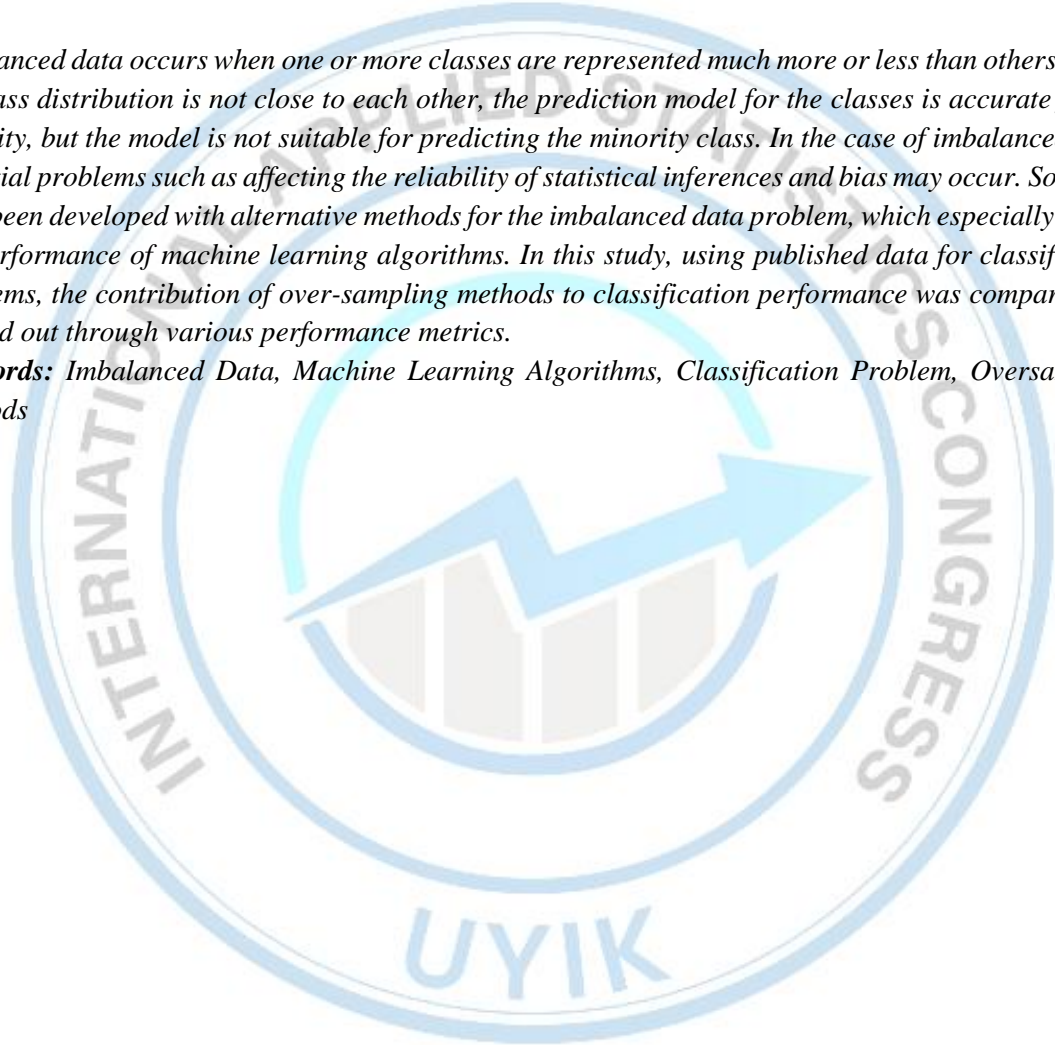 anced data occurs when one or more classes are represented much more or less than others
ass distribution is not close to each other, the prediction model for the classes is accurate
ity, but the model is not suitable for predicting the minority class. In the case of imbalance
ial problems such as affecting the reliability of statistical inferences and bias may occur. So
been developed with alternative methods for the imbalanced data problem, which especially
rformance of machine learning algorithms. In this study, using published data for classif
ems, the contribution of over-sampling methods to classification performance was compar
d out through various performance metrics.
ords: Imbalanced Data, Machine Learning Algorithms, Classification Problem, Oversa
ods
INTERNATIONAL APPLIED STATISTICS CONGRESS
UYIK